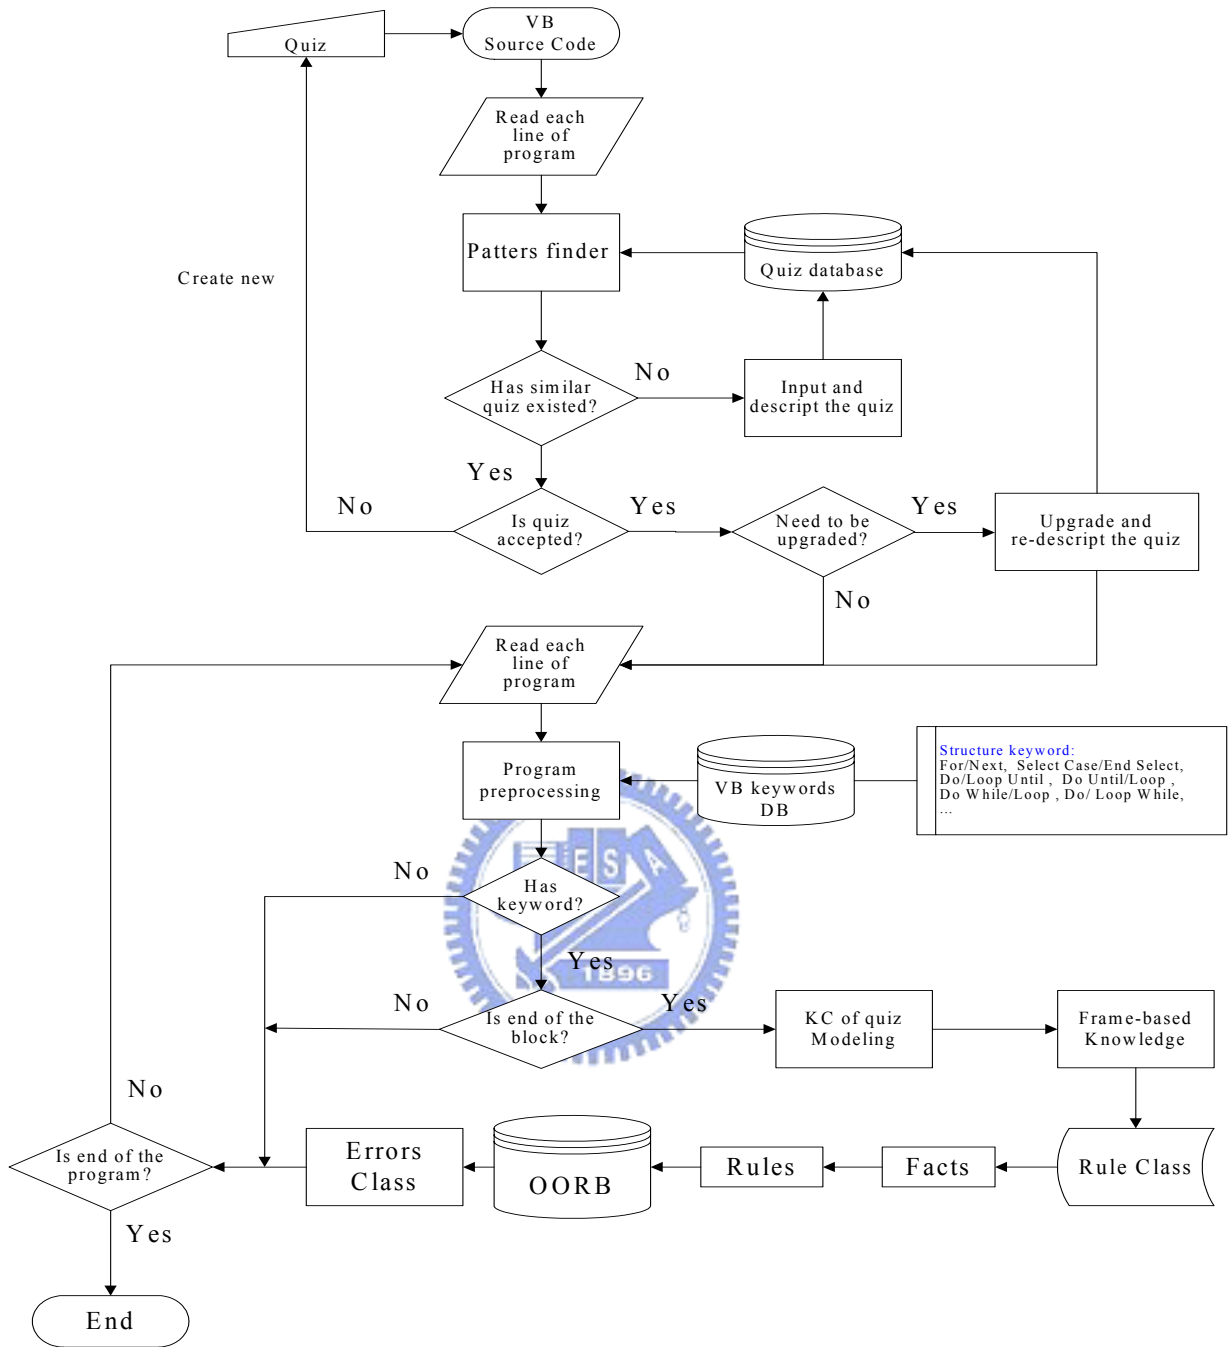 Quiz
VB
Source Code
Read each
line of
program
Patters finder
Quiz database
Create new
Has similar
quiz existed?
No
Input and
descript the quiz
Yes
No
Is quiz
accepted?
Yes
Need to be
upgraded?
Yes
Upgrade and
re-descript the quiz
No
Read each
line of
program
Program
preprocessing
VB keywords
DB
Structure keyword:
For/Next,  Select Case/End Select,
Do/Loop Until ,  Do Until/Loop ,
Do While/Loop , Do/ Loop While,
...
No
Has
keyword?
ESA
Yes
1896
No
Is end of the
block?
Yes
KC of quiz
Modeling
Frame-based
Knowledge
No
Is end of the
program?
Errors
Class
OORB
Rules
Facts
Rule Class
Yes
End